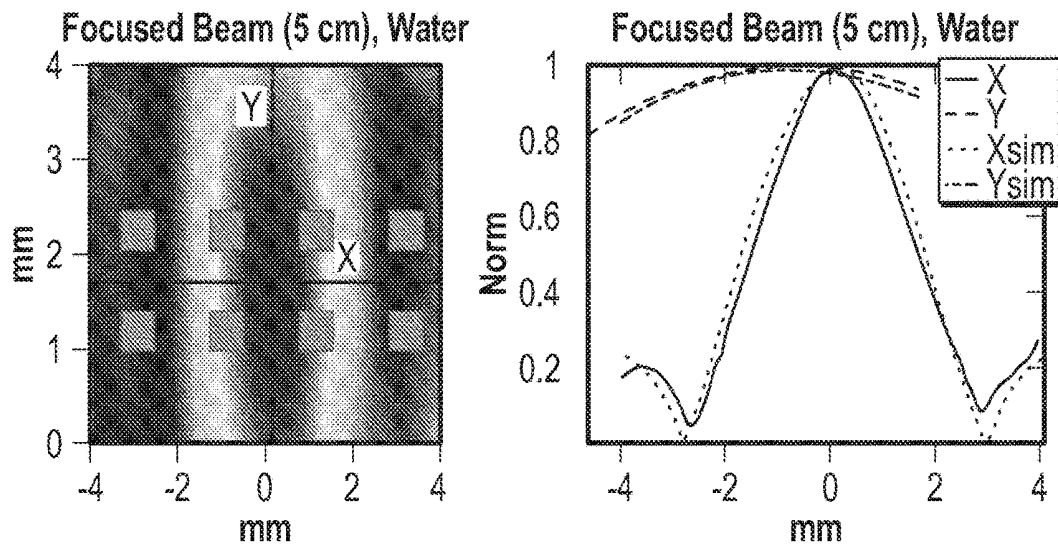 Focused Beam (5 cm), Water
4
3
2
1
0
mm
Y
X
-4
-2
0
2
4
mm
Focused Beam (5 cm), Water
1
0.8
0.6
0.4
0.2
Norm
X
Y
Xsim
Ysim
-4
-2
0
2
4
mm